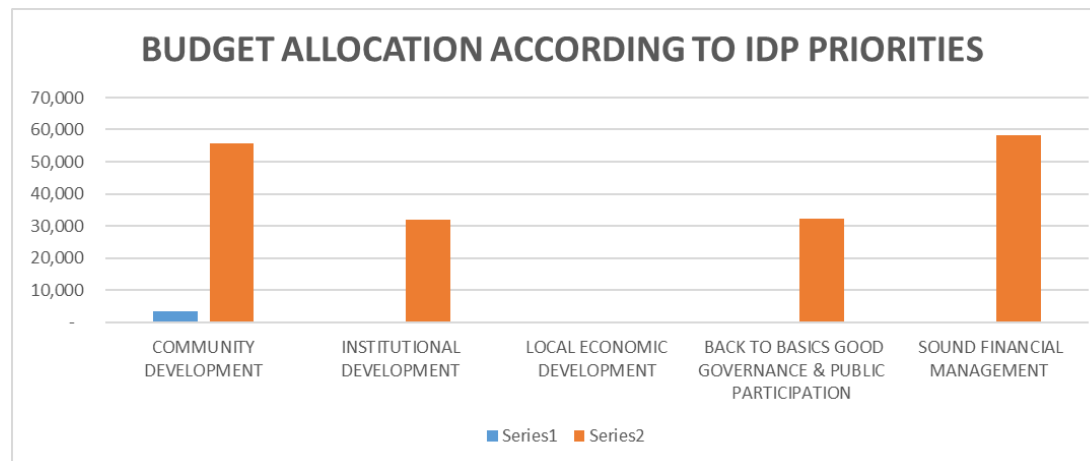 BUDGET ALLOCATION ACCORDING TO IDP PRIORITIES
70,000
60,000
50,000
40,000
30,000
20,000
10,000
-
COMMUNITY
DEVELOPMENT
INSTITUTIONAL
DEVELOPMENT
LOCAL ECONOMIC
DEVELOPMENT
BACK TO BASICS GOOD
GOVERNANCE & PUBLIC
PARTICIPATION
SOUND FINANCIAL
MANAGEMENT
Series1 Series2